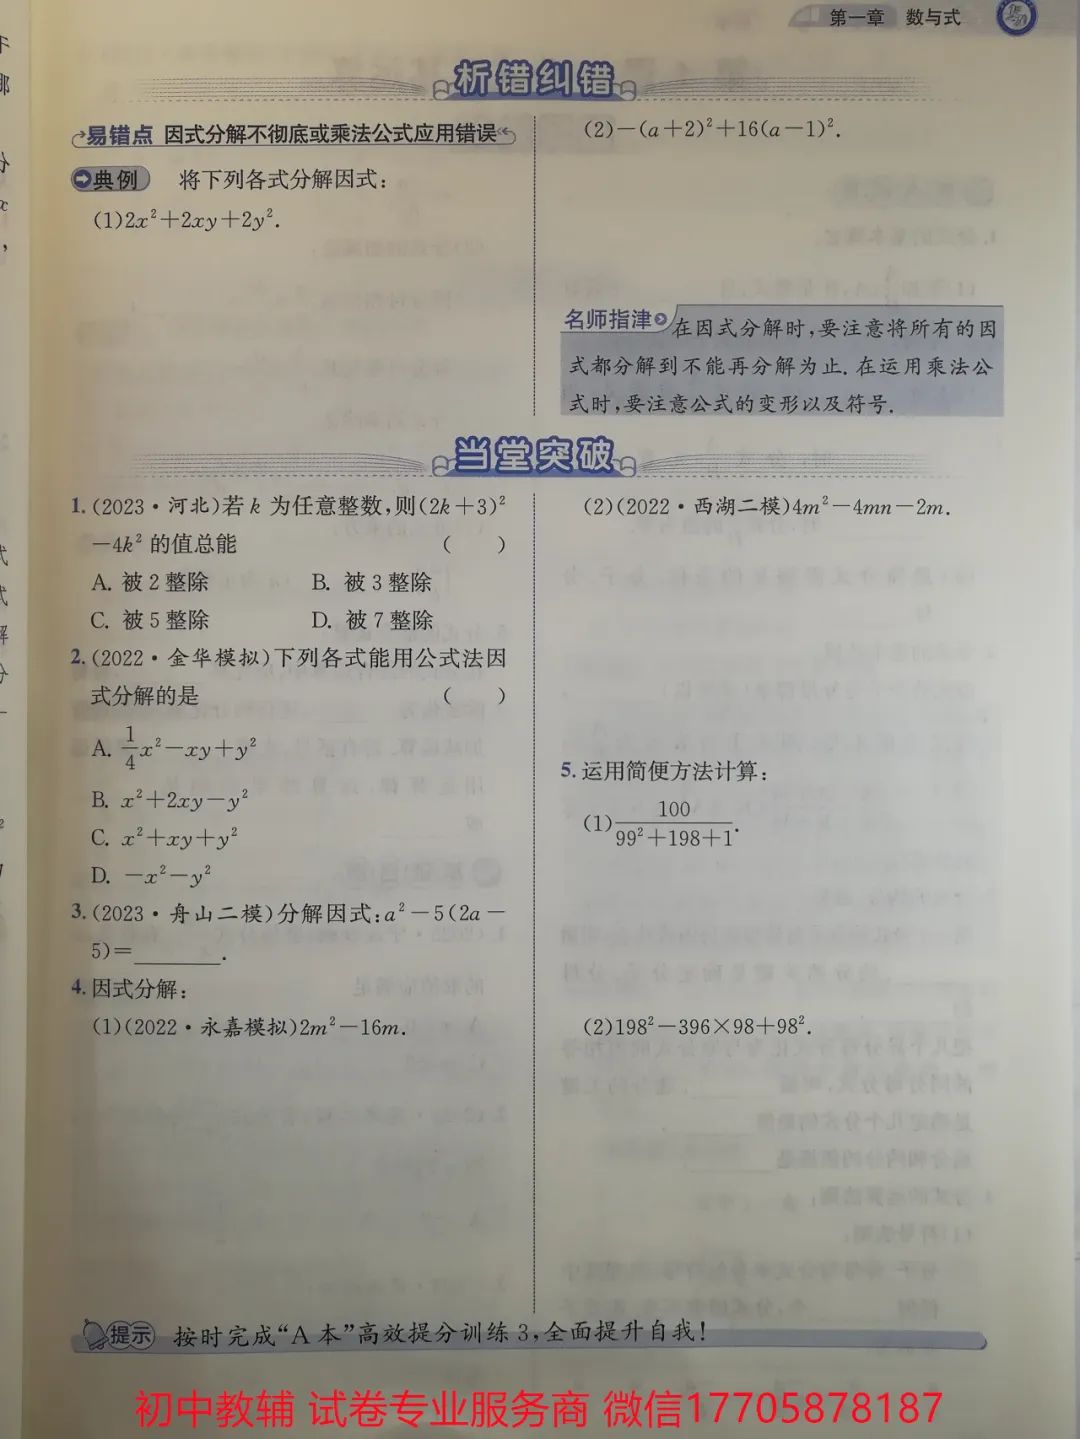 第一章 数与式
析错纠错
易错点 因式分解不彻底或乘法公式应用错误
典例 将下列各式分解因式:
(1)2x²+2xy+2y².
(2)-(a+2)²+16(a-1)².
名师指津 在因式分解时,要注意将所有的因
式都分解到不能再分解为止.在运用乘法公
式时,要注意公式的变形以及符号.
当堂突破
1. (2023·河北)若k 为任意整数,则(2k+3)²
-4k² 的值总能 ( )
A. 被2整除 B. 被3整除
C. 被5整除 D. 被7整除
2. (2022·金华模拟)下列各式能用公式法因
式分解的是 ( )
A. 1/4x²-xy+y²
B. x²+2xy-y²
C. x²+xy+y²
D. -x²-y²
3. (2023·舟山二模)分解因式:a²-5(2a-
5)=______.
4. 因式分解:
(1)(2022·永嘉模拟)2m²-16m.
(2)(2022·西湖二模)4m²-4mn-2m.
5. 运用简便方法计算:
(1)100/(99²+198+1).
(2)198²-396×98+98².
提示 按时完成“A本”高效提分训练3,全面提升自我!
初中教辅 试卷专业服务商 微信17705878187